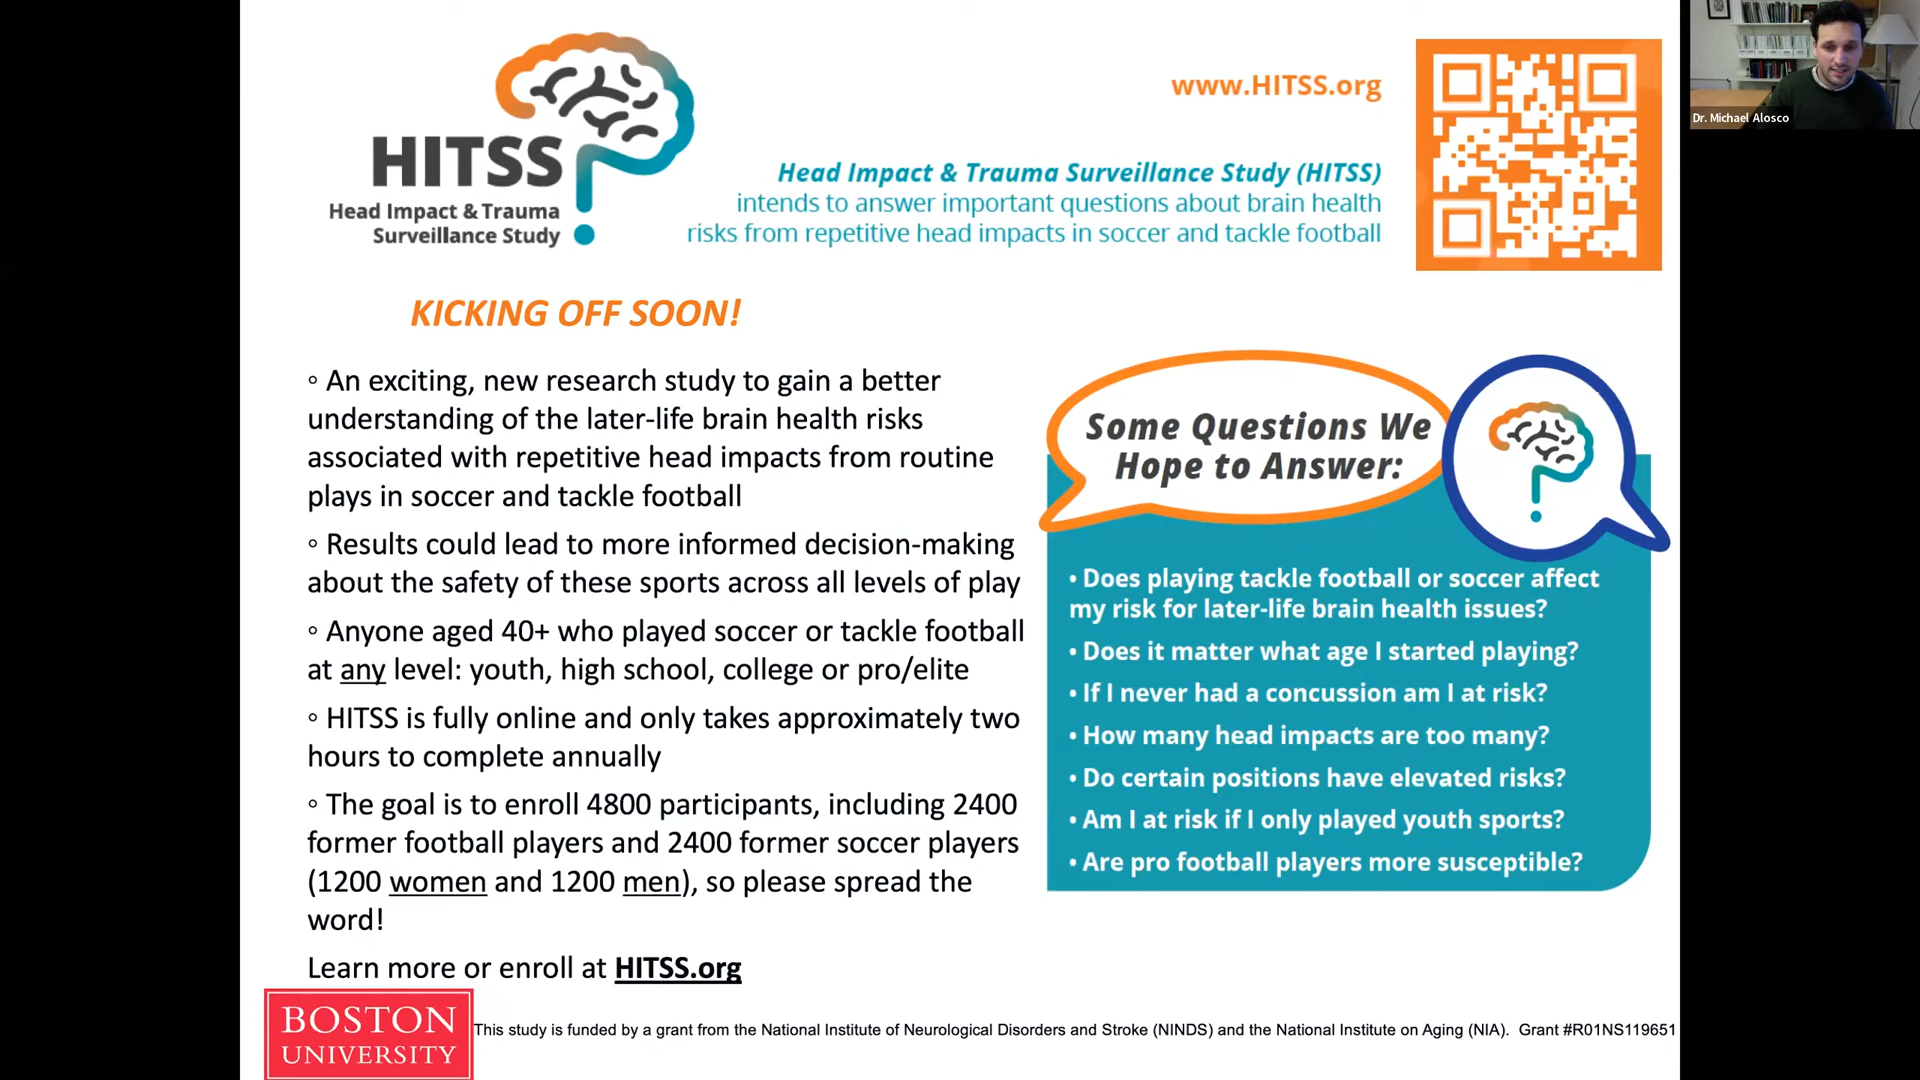 HITSS
Head Impact & Trauma
Surveillance Study
www.HITSS.org
Head Impact & Trauma Surveillance Study (HITSS)
intends to answer important questions about brain health
risks from repetitive head impacts in soccer and tackle football
Dr. Michael Alosco
KICKING OFF SOON!
◦ An exciting, new research study to gain a better
understanding of the later-life brain health risks
associated with repetitive head impacts from routine
plays in soccer and tackle football
◦ Results could lead to more informed decision-making
about the safety of these sports across all levels of play
◦ Anyone aged 40+ who played soccer or tackle football
at any level: youth, high school, college or pro/elite
◦ HITSS is fully online and only takes approximately two
hours to complete annually
◦ The goal is to enroll 4800 participants, including 2400
former football players and 2400 former soccer players
(1200 women and 1200 men), so please spread the
word!
Learn more or enroll at HITSS.org
Some Questions We
Hope to Answer:
• Does playing tackle football or soccer affect
my risk for later-life brain health issues?
• Does it matter what age I started playing?
• If I never had a concussion am I at risk?
• How many head impacts are too many?
• Do certain positions have elevated risks?
• Am I at risk if I only played youth sports?
• Are pro football players more susceptible?
BOSTON
UNIVERSITY
This study is funded by a grant from the National Institute of Neurological Disorders and Stroke (NINDS) and the National Institute on Aging (NIA). Grant #R01NS119651